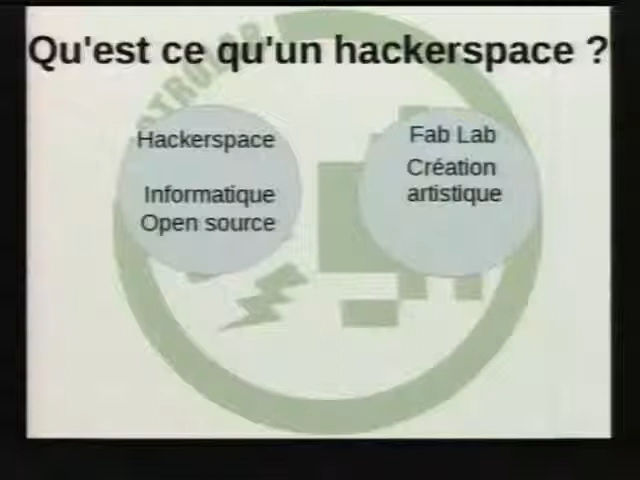 Qu'est ce qu'un hackerspace ?
Hackerspace
Informatique
Open source
Fab Lab
Création
artistique